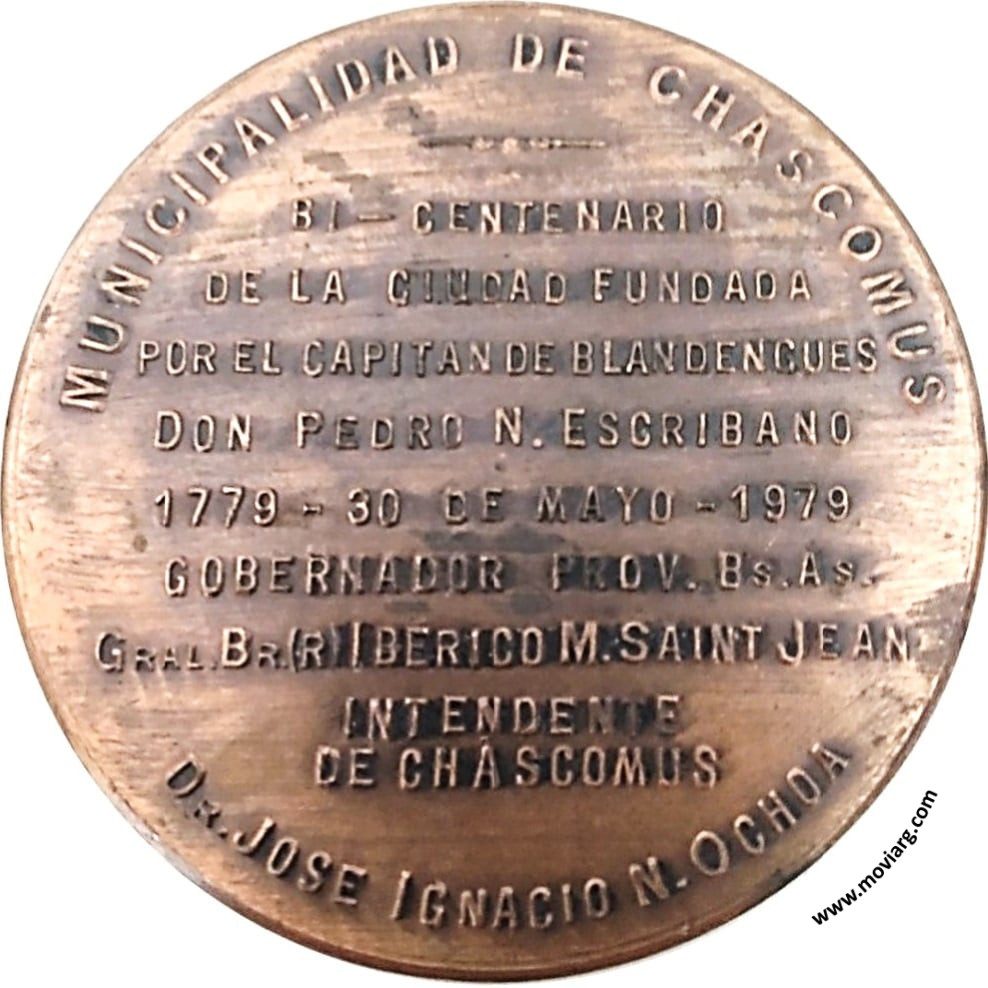 MUNICIPALIDAD DE CHASCOMUS
BI - CENTENARIO
DE LA CIUDAD FUNDADA
POR EL CAPITAN DE BLANDENGUES
DON PEDRO N. ESCRIBANO
1779 - 30 DE MAYO - 1979
GOBERNADOR PROV. Bs. As.
GRAL. BR. (R) IBERICO M. SAINT JEAN
INTENDENTE
DE CHASCOMUS
DR. JOSE IGNACIO N. OCHOA
www.moviarg.com